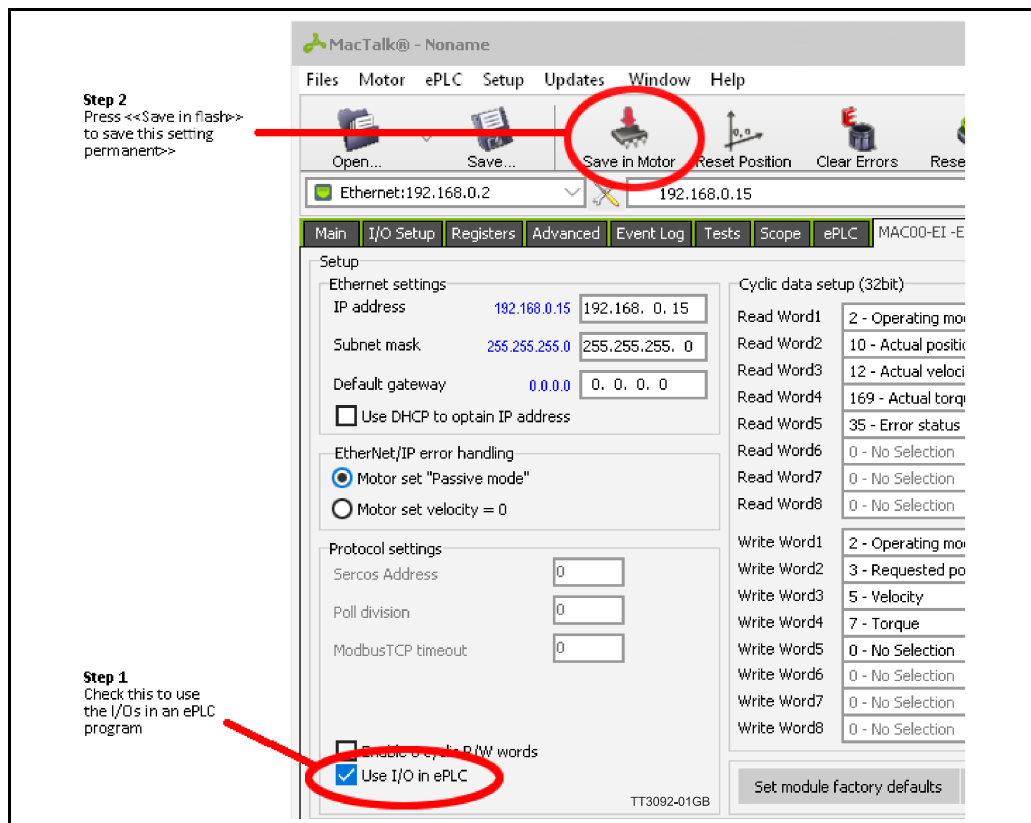 MacTalk® - Noname
Files Motor ePLC Setup Updates Window Help
Step 2
Press <<Save in flash>>
to save this setting
permanent>>
Open... Save... Save in Motor Reset Position Clear Errors Rese
Ethernet:192.168.0.2 192.168.0.15
Main I/O Setup Registers Advanced Event Log Tests Scope ePLC MAC00-EI -E
Setup
Ethernet settings
IP address 192.168.0.15 192.168. 0. 15
Subnet mask 255.255.255.0 255.255.255. 0
Default gateway 0.0.0.0 0. 0. 0. 0
Use DHCP to optain IP address
EtherNet/IP error handling
Motor set "Passive mode"
Motor set velocity = 0
Protocol settings
Sercos Address 0
Poll division 0
ModbusTCP timeout 0
Step 1
Check this to use
the I/Os in an ePLC
program
R/W words
Use I/O in ePLC
TT3092-01GB
Cyclic data setup (32bit)
Read Word1 2 - Operating mo
Read Word2 10 - Actual positio
Read Word3 12 - Actual veloci
Read Word4 169 - Actual torq
Read Word5 35 - Error status
Read Word6 0 - No Selection
Read Word7 0 - No Selection
Read Word8 0 - No Selection
Write Word1 2 - Operating mo
Write Word2 3 - Requested po
Write Word3 5 - Velocity
Write Word4 7 - Torque
Write Word5 0 - No Selection
Write Word6 0 - No Selection
Write Word7 0 - No Selection
Write Word8 0 - No Selection
Set module factory defaults